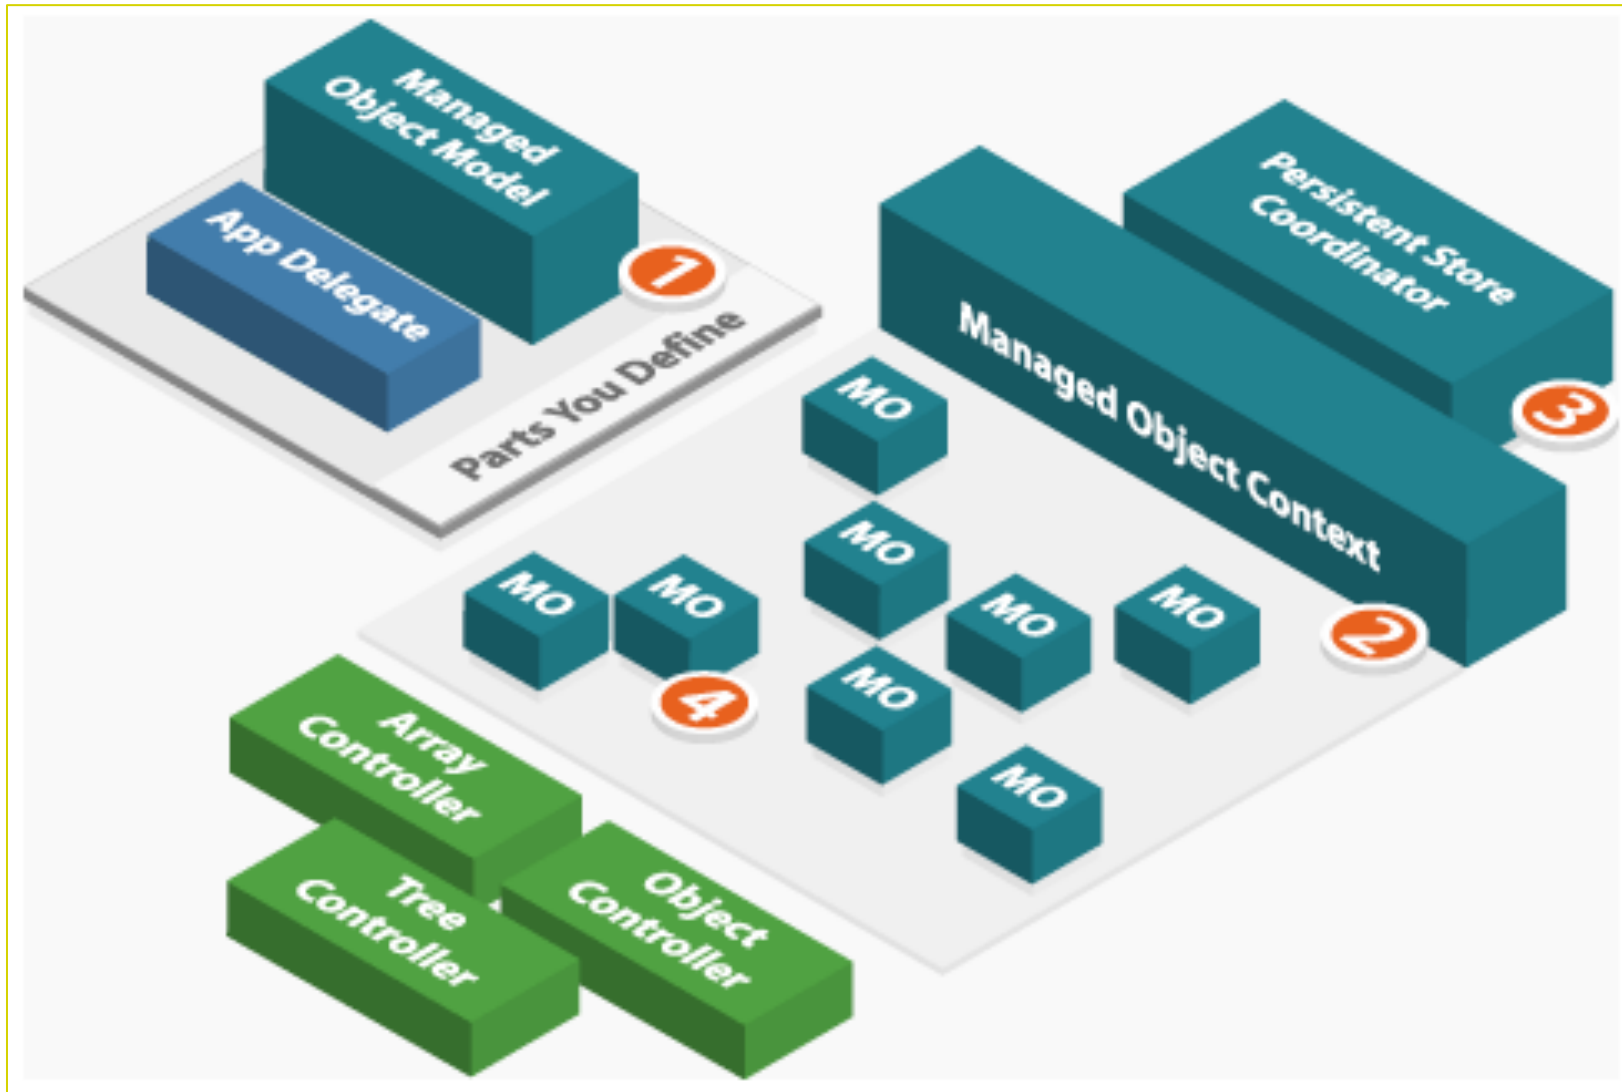 Managed
Object Model
App Delegate
1
Parts You Define
Persistent Store
Coordinator
3
Managed Object Context
2
MO
MO
MO
MO
MO
MO
MO
MO
4
Array
Controller
Tree
Controller
Object
Controller